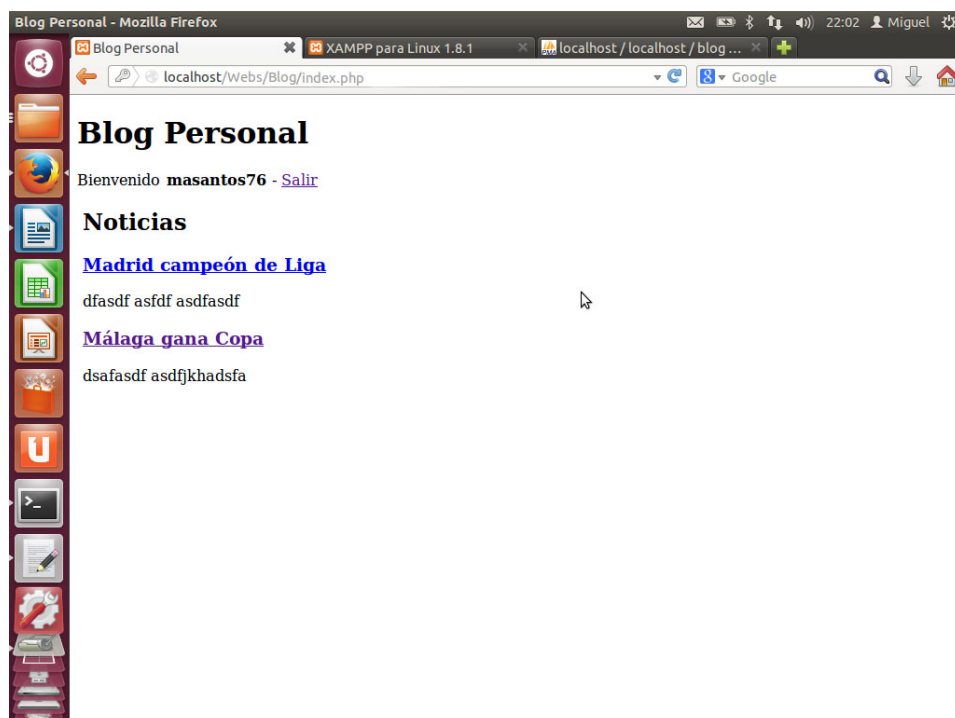 Blog Personal - Mozilla Firefox
22:02 Miguel
Blog Personal
XAMPP para Linux 1.8.1
localhost / localhost / blog ...
localhost/Webs/Blog/index.php
Google
Blog Personal
Bienvenido masantos76 - Salir
Noticias
Madrid campeón de Liga
dfasdf asfdf asdfasdf
Málaga gana Copa
dsafasdf asdfjkhadsfa